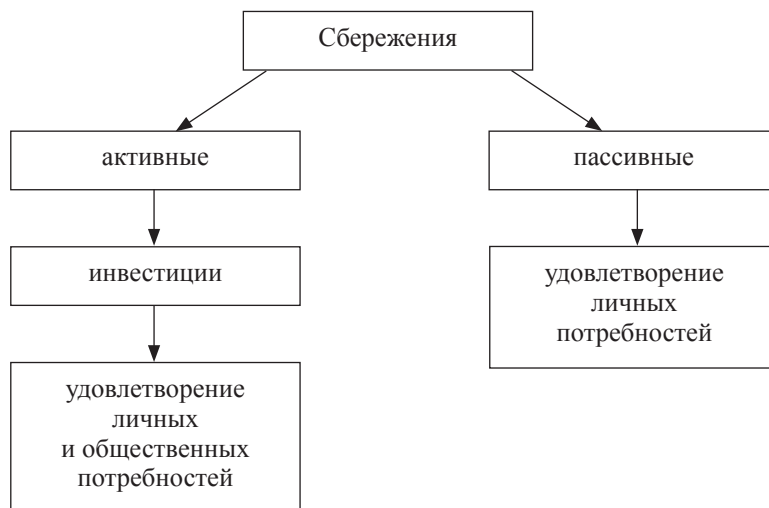 Сбережения
активные
пассивные
инвестиции
удовлетворение
личных
потребностей
удовлетворение
личных
и общественных
потребностей